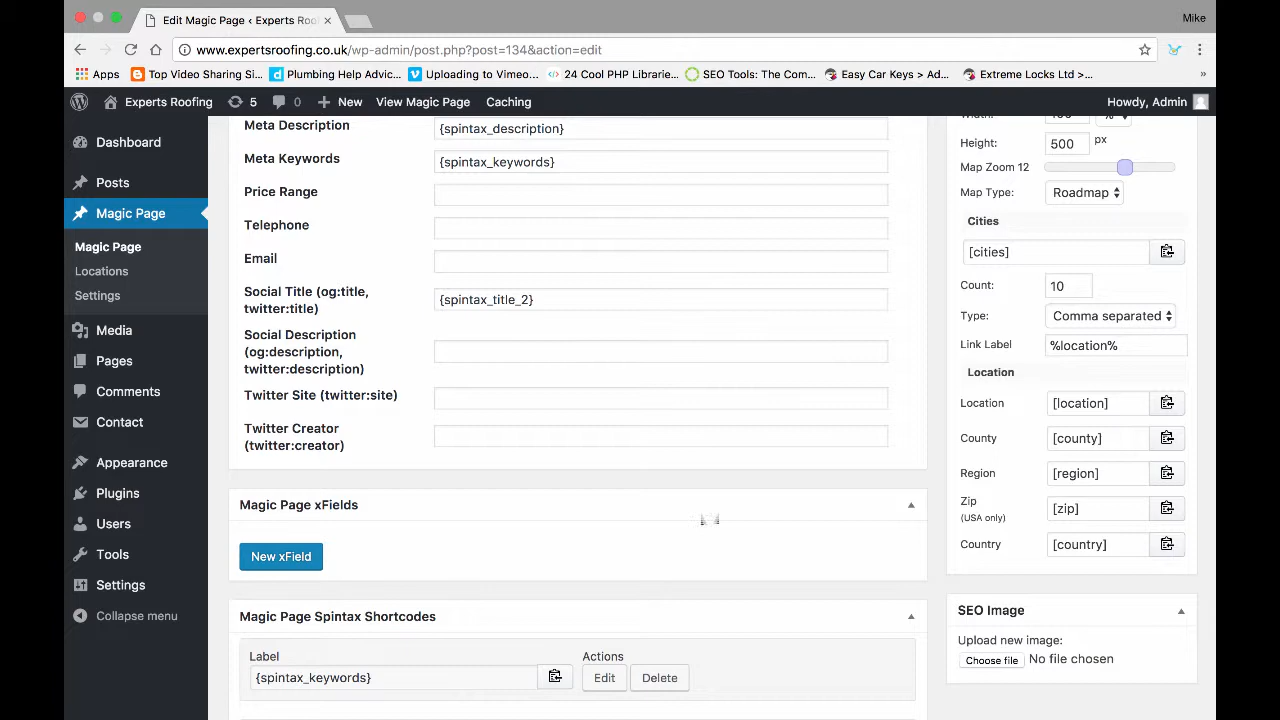 Edit Magic Page ‹ Experts Roo
Mike
www.expertsroofing.co.uk/wp-admin/post.php?post=134&action=edit
Apps
Top Video Sharing Si...
Plumbing Help Advic...
Uploading to Vimeo...
24 Cool PHP Librarie...
SEO Tools: The Com...
Easy Car Keys > Ad...
Extreme Locks Ltd >...
»
Experts Roofing
5
0
New
View Magic Page
Caching
Howdy, Admin
Dashboard
Posts
Magic Page
Magic Page
Locations
Settings
Media
Pages
Comments
Contact
Appearance
Plugins
Users
Tools
Settings
Collapse menu
Meta Description
{spintax_description}
Meta Keywords
{spintax_keywords}
Price Range
Telephone
Email
Social Title (og:title,
twitter:title)
{spintax_title_2}
Social Description
(og:description,
twitter:description)
Twitter Site (twitter:site)
Twitter Creator
(twitter:creator)
Magic Page xFields
New xField
Magic Page Spintax Shortcodes
Label
Actions
{spintax_keywords}
Edit
Delete
Width:
%
Height:
500
px
Map Zoom 12
Map Type:
Roadmap
Cities
[cities]
Count:
10
Type:
Comma separated
Link Label
%location%
Location
Location
[location]
County
[county]
Region
[region]
Zip
(USA only)
[zip]
Country
[country]
SEO Image
Upload new image:
Choose file
No file chosen